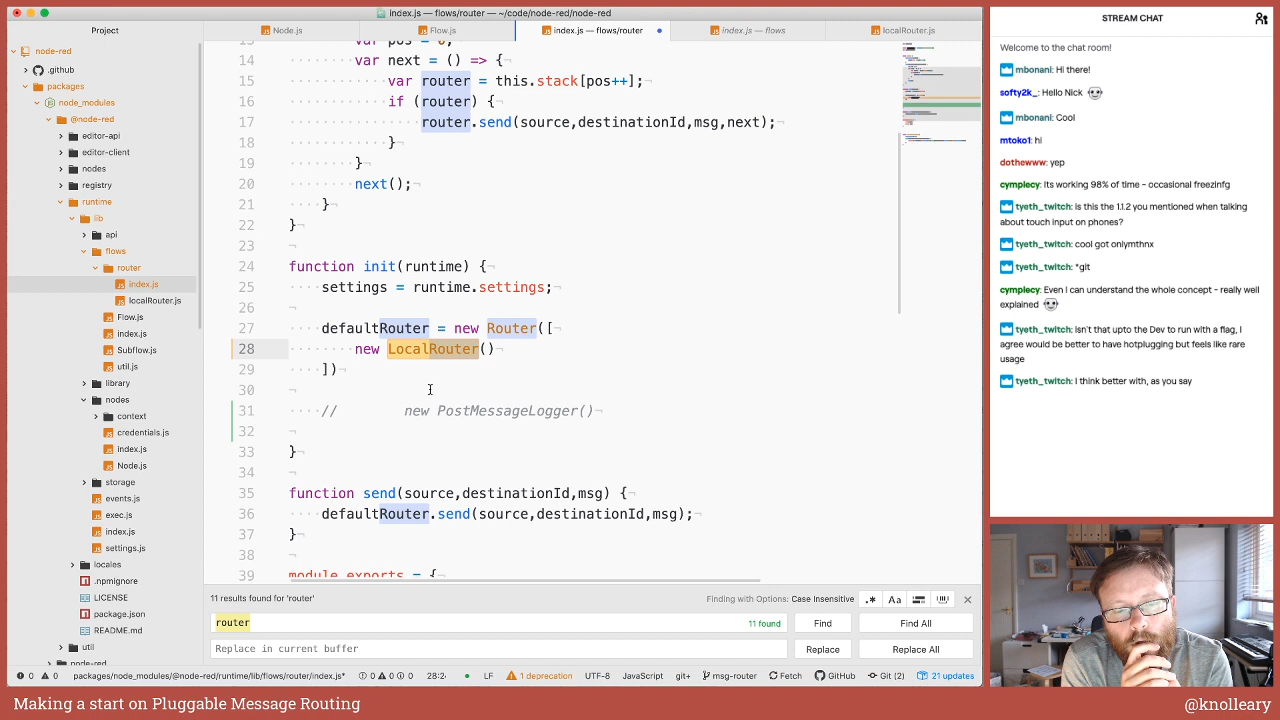 index.js — flows/router — ~/code/node-red/node-red
Project
node-red
.github
packages
node_modules
@node-red
editor-api
editor-client
nodes
registry
runtime
lib
api
flows
router
index.js
localRouter.js
Flow.js
index.js
Subflow.js
util.js
library
nodes
context
credentials.js
index.js
Node.js
storage
events.js
exec.js
index.js
settings.js
locales
.npmignore
LICENSE
package.json
README.md
util
node-red
Node.js
Flow.js
index.js — flows/router
index.js — flows
localRouter.js
13 var pos = 0;
14 var next = () => {
15 var router = this.stack[pos++];
16 if (router) {
17 router.send(source,destinationId,msg,next);
18 }
19 }
20 next();
21 }
22 }
23
24 function init(runtime) {
25 settings = runtime.settings;
26
27 defaultRouter = new Router([
28 new LocalRouter()
29 ])
30
31 // new PostMessageLogger()
32
33 }
34
35 function send(source,destinationId,msg) {
36 defaultRouter.send(source,destinationId,msg);
37 }
38
39 module.exports = {
11 results found for 'router'
Finding with Options: Case Insensitive
.* Aa
router
11 found
Find
Find All
Replace in current buffer
Replace
Replace All
0 0 packages/node_modules/@node-red/runtime/lib/flows/router/index.js* 0 0 0 28:2 LF 1 deprecation UTF-8 JavaScript git+ msg-router Fetch GitHub Git (2) 21 updates
STREAM CHAT
Welcome to the chat room!
mbonani: Hi there!
softy2k_: Hello Nick
mbonani: Cool
mtoko1: hi
dothewww: yep
cymplecy: Its working 98% of time - occasional freezinfg
tyeth_twitch: is this the 1.1.2 you mentioned when talking
about touch input on phones?
tyeth_twitch: cool got onlymthnx
tyeth_twitch: *git
cymplecy: Even I can understand the whole concept - really well
explained
tyeth_twitch: isn't that upto the Dev to run with a flag, I
agree would be better to have hotplugging but feels like rare
usage
tyeth_twitch: I think better with, as you say
Making a start on Pluggable Message Routing
@knolleary